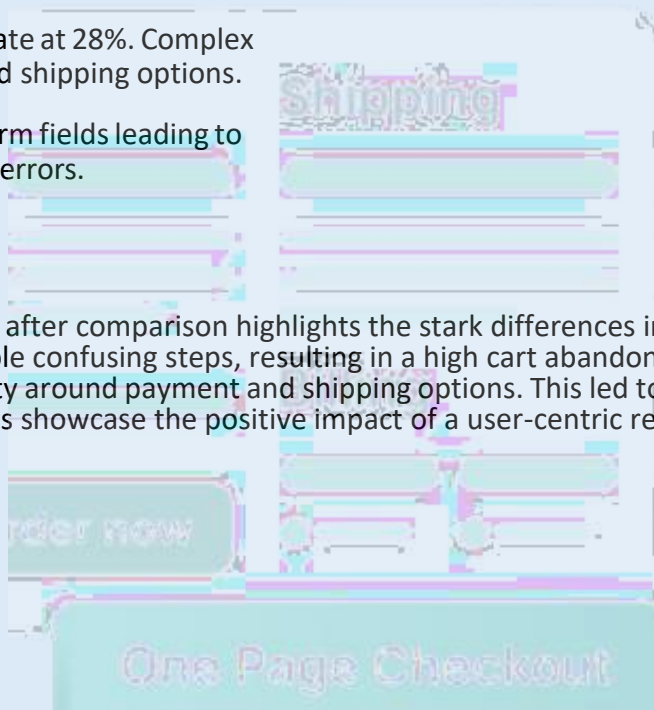 ate at 28%. Complex
d shipping options.
Shipping
rm fields leading to
errors.
after comparison highlights the stark differences i
ple confusing steps, resulting in a high cart abandon
ty around payment and shipping options. This led to
s showcase the positive impact of a user-centric re
Billing
rder now
One Page Checkout